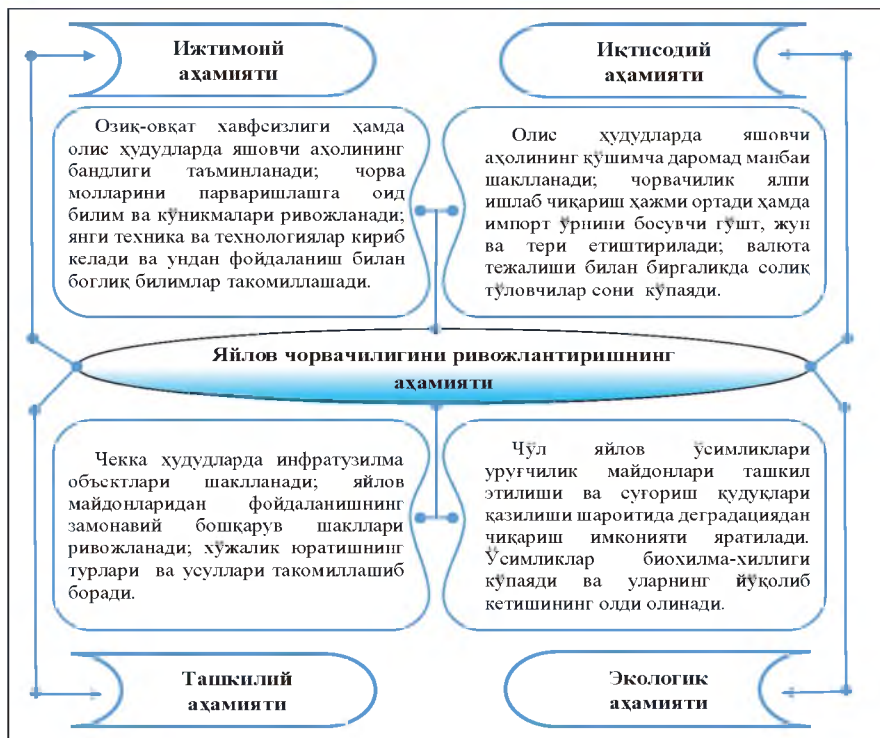 Ижтимоий
аҳамияти
Иқтисодий
аҳамияти
Озиқ-овқат хавфсизлиги ҳамда
олис ҳудудларда яшовчи аҳолининг
бандлиги таъминланади; чорва
молларини парваришлашга оид
билим ва кўникмалари ривожланади;
янги техника ва технологиялар кириб
келади ва ундан фойдаланиш билан
боғлиқ билимлар такомиллашади.
Олис ҳудудларда яшовчи
аҳолининг қўшимча даромад манбаи
шаклланади; чорвачилик ялпи
ишлаб чиқариш ҳажми ортади ҳамда
импорт ўрнини босувчи гўшт, жун
ва тери етиштирилади; валюта
тежалиши билан биргаликда солиқ
тўловчилар сони кўпаяди.
Яйлов чорвачилигини ривожлантиришнинг
аҳамияти
Чекка ҳудудларда инфратузилма
объектлари шаклланади; яйлов
майдонларидан фойдаланишнинг
замонавий бошқарув шакллари
ривожланади; хўжалик юратишнинг
турлари ва усуллари такомиллашиб
боради.
Чўл яйлов ўсимликлари
уруғчилик майдонлари ташкил
этилиши ва суғориш қудуқлари
қазилиши шароитида деградациядан
чиқариш имконияти яратилади.
Ўсимликлар биохилма-хиллиги
кўпаяди ва уларнинг йўқолиб
кетишининг олди олинади.
Ташкилий
аҳамияти
Экологик
аҳамияти